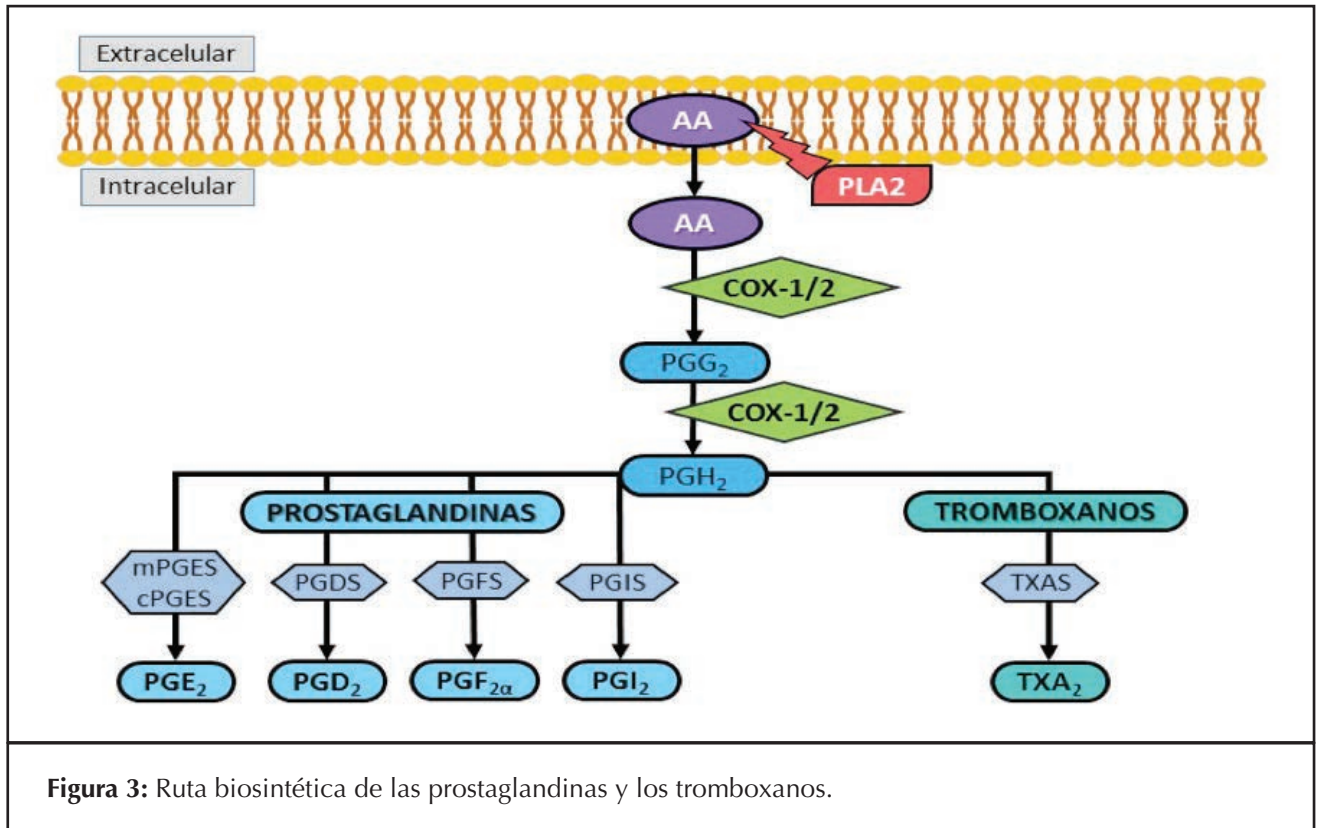 Extracelular
AA
Intracelular
PLA2
AA
COX-1/2
PGG₂
COX-1/2
PGH₂
PROSTAGLANDINAS
TROMBOXANOS
mPGES
cPGES
PGDS
PGFS
PGIS
TXAS
PGE₂
PGD₂
PGF₂α
PGI₂
TXA₂
Figura 3: Ruta biosintética de las prostaglandinas y los tromboxanos.